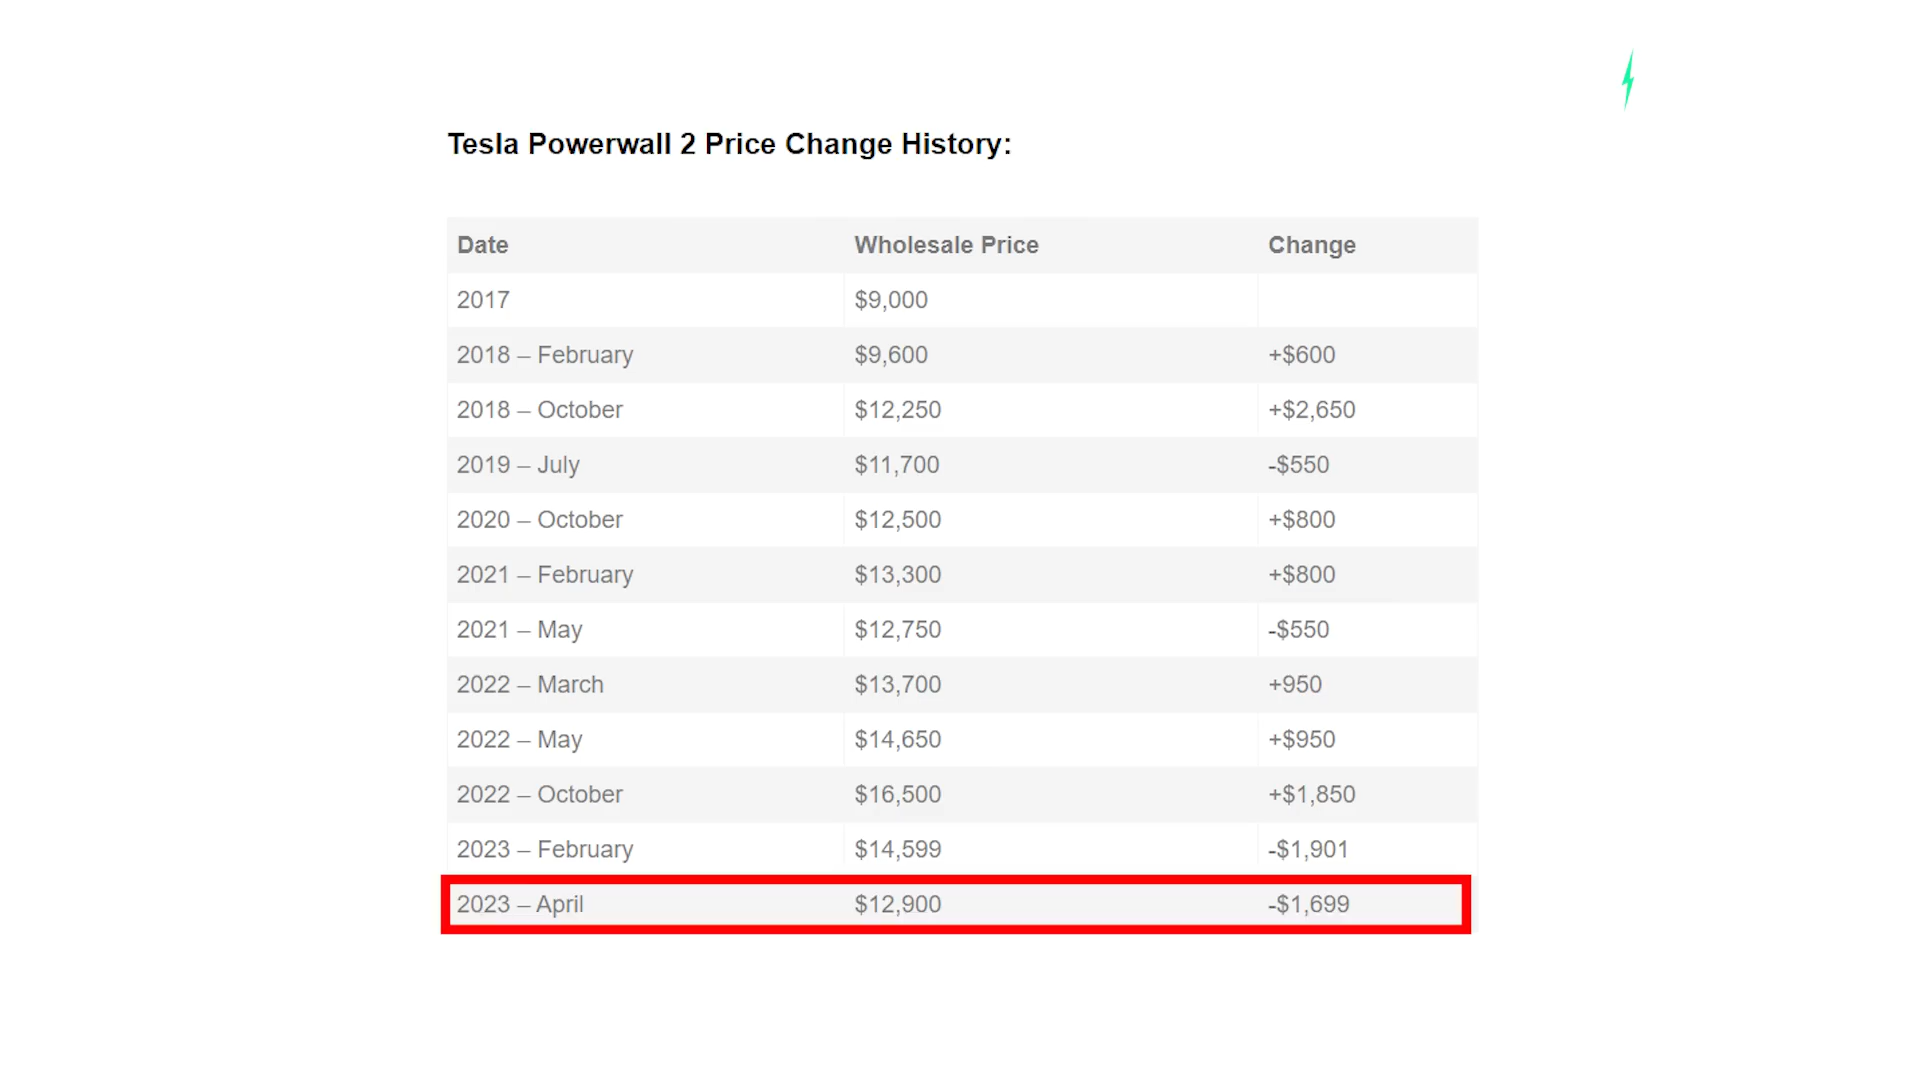 Tesla Powerwall 2 Price Change History:
Date Wholesale Price Change
2017 $9,000
2018 – February $9,600 +$600
2018 – October $12,250 +$2,650
2019 – July $11,700 -$550
2020 – October $12,500 +$800
2021 – February $13,300 +$800
2021 – May $12,750 -$550
2022 – March $13,700 +950
2022 – May $14,650 +$950
2022 – October $16,500 +$1,850
2023 – February $14,599 -$1,901
2023 – April $12,900 -$1,699